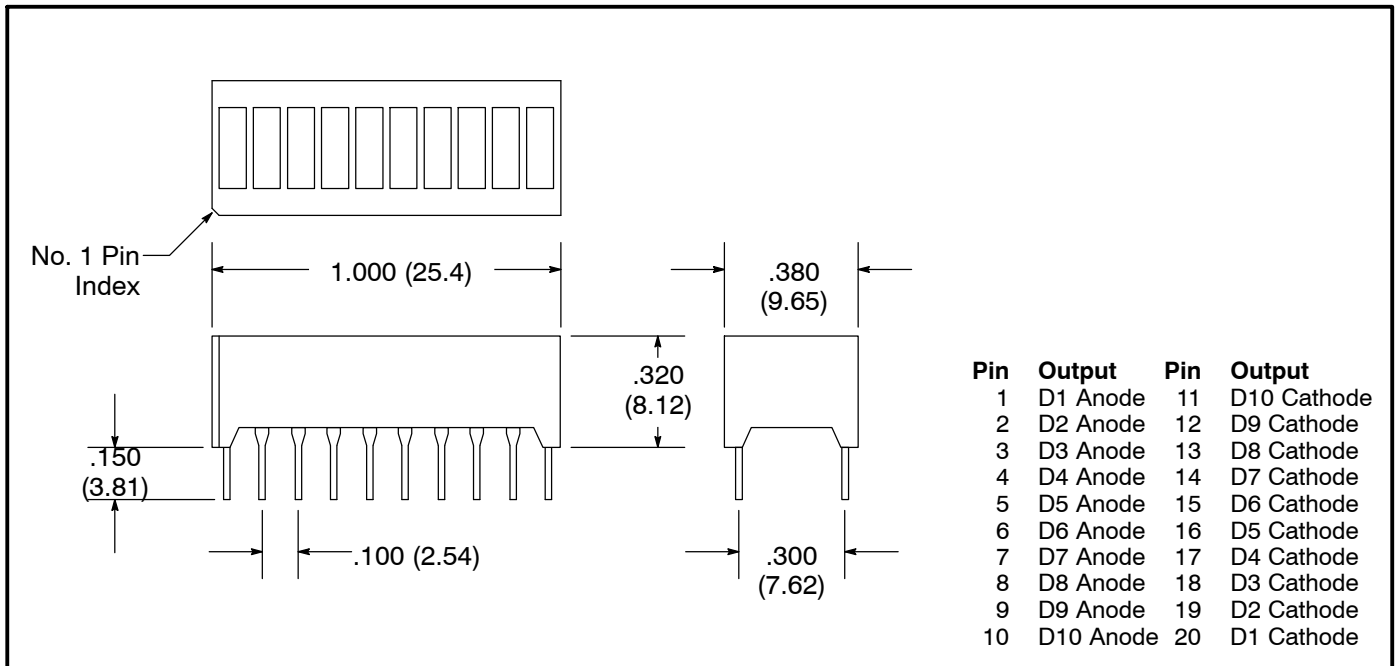 No. 1 Pin
Index
1.000 (25.4)
.380
(9.65)
.320
(8.12)
.150
(3.81)
.100 (2.54)
.300
(7.62)
Pin Output Pin Output
1 D1 Anode 11 D10 Cathode
2 D2 Anode 12 D9 Cathode
3 D3 Anode 13 D8 Cathode
4 D4 Anode 14 D7 Cathode
5 D5 Anode 15 D6 Cathode
6 D6 Anode 16 D5 Cathode
7 D7 Anode 17 D4 Cathode
8 D8 Anode 18 D3 Cathode
9 D9 Anode 19 D2 Cathode
10 D10 Anode 20 D1 Cathode